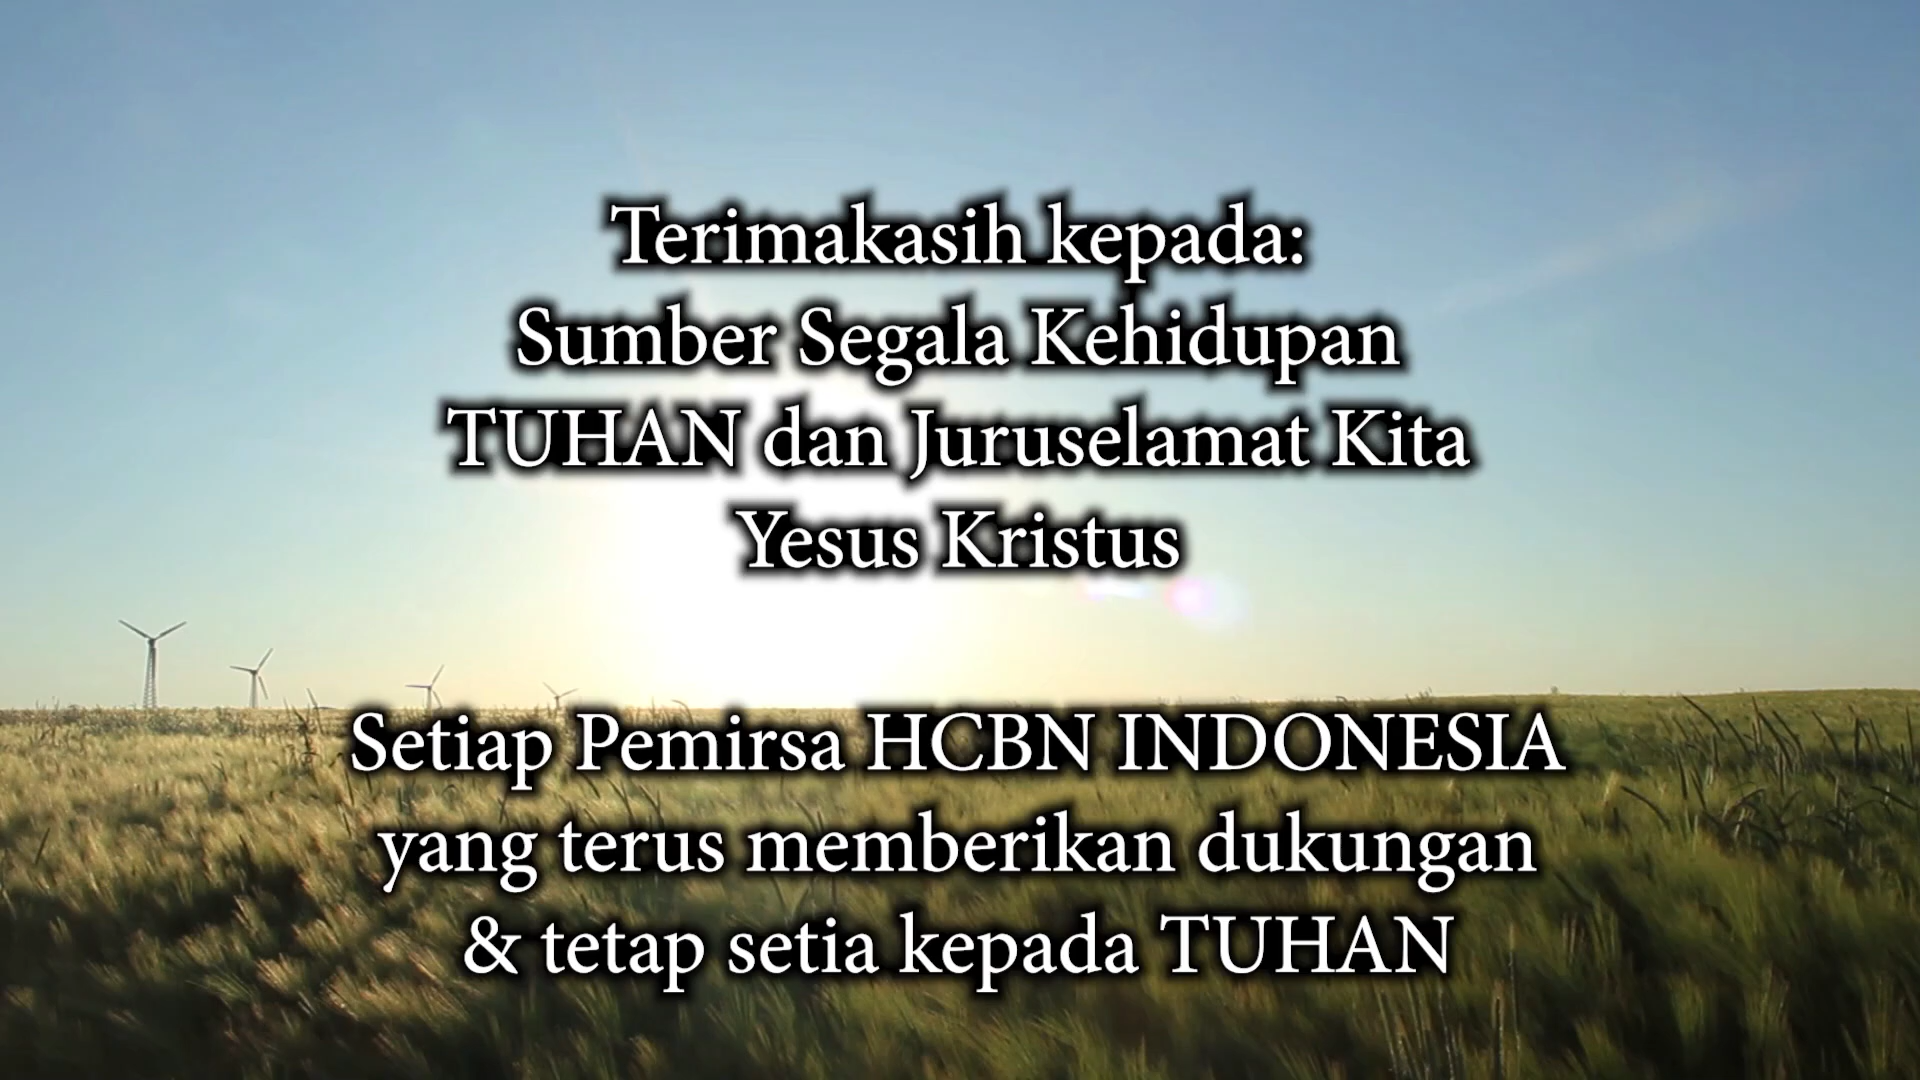 Terimakasih kepada:
Sumber Segala Kehidupan
TUHAN dan Juruselamat Kita
Yesus Kristus
Setiap Pemirsa HCBN INDONESIA
yang terus memberikan dukungan
& tetap setia kepada TUHAN